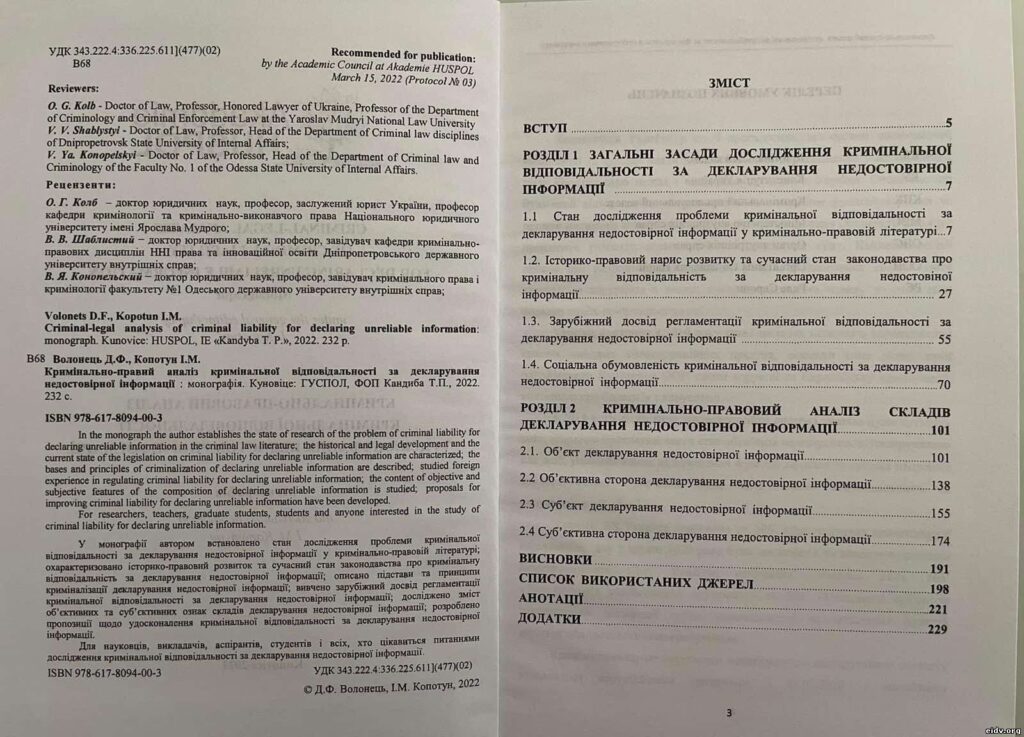 УДК 343.222.4:336.225.611](477)(02)
В68
Recommended for publication:
by the Academic Council at Akademie HUSPOL
March 15, 2022 (Protocol № 03)
Reviewers:
O. G. Kolb - Doctor of Law, Professor, Honored Lawyer of Ukraine, Professor of the Department
of Criminology and Criminal Enforcement Law at the Yaroslav Mudryi National Law University
V. V. Shablystyi - Doctor of Law, Professor, Head of the Department of Criminal law disciplines
of Dnipropetrovsk State University of Internal Affairs;
V. Ya. Konopelskyi - Doctor of Law, Professor, Head of the Department of Criminal law and
Criminology of the Faculty No. 1 of the Odessa State University of Internal Affairs.
Рецензенти:
О. Г. Колб – доктор юридичних наук, професор, заслужений юрист України, професор
кафедри кримінології та кримінально-виконавчого права Національного юридичного
університету імені Ярослава Мудрого;
В. В. Шаблистий – доктор юридичних наук, професор, завідувач кафедри кримінально-
правових дисциплін ННІ права та інноваційної освіти Дніпропетровського державного
університету внутрішніх справ;
В. Я. Конопельский – доктор юридичних наук, професор, завідувач кримінального права і
кримінології факультету №1 Одеського державного університету внутрішніх справ;
Volonets D.F., Kopotun I.M.
Criminal-legal analysis of criminal liability for declaring unreliable information:
monograph. Kunovice: HUSPOL, IE «Kandyba T. P.», 2022. 232 p.
В68 Волонець Д.Ф., Копотун І.М.
Кримінально-правий аналіз кримінальної відповідальності за декларування
недостовірної інформації : монографія. Куновіце: ГУСПОЛ, ФОП Кандиба Т.П., 2022.
232 с.
ISBN 978-617-8094-00-3
In the monograph the author establishes the state of research of the problem of criminal liability for
declaring unreliable information in the criminal law literature; the historical and legal development and the
current state of the legislation on criminal liability for declaring unreliable information are characterized; the
bases and principles of criminalization of declaring unreliable information are described; studied foreign
experience in regulating criminal liability for declaring unreliable information; the content of objective and
subjective features of the composition of declaring unreliable information is studied; proposals for
improving criminal liability for declaring unreliable information have been developed.
For researchers, teachers, graduate students, students and anyone interested in the study of
criminal liability for declaring unreliable information.
У монографії автором встановлено стан дослідження проблеми кримінальної
відповідальності за декларування недостовірної інформації у кримінально-правовій літературі;
охарактеризовано історико-правовий розвиток та сучасний стан законодавства про кримінальну
відповідальність за декларування недостовірної інформації; описано підстави та принципи
криміналізації декларування недостовірної інформації; вивчено зарубіжний досвід регламентації
кримінальної відповідальності за декларування недостовірної інформації; досліджено зміст
об’єктивних та суб’єктивних ознак складів декларування недостовірної інформації; розроблено
пропозиції щодо удосконалення кримінальної відповідальності за декларування недостовірної
інформації.
Для науковців, викладачів, аспірантів, студентів і всіх, хто цікавиться питаннями
дослідження кримінальної відповідальності за декларування недостовірної інформації.
ISBN 978-617-8094-00-3
УДК 343.222.4:336.225.611](477)(02)
© Д.Ф. Волонець, І.М. Копотун, 2022
ЗМІСТ
ВСТУП 5
РОЗДІЛ 1 ЗАГАЛЬНІ ЗАСАДИ ДОСЛІДЖЕННЯ КРИМІНАЛЬНОЇ
ВІДПОВІДАЛЬНОСТІ ЗА ДЕКЛАРУВАННЯ НЕДОСТОВІРНОЇ
ІНФОРМАЦІЇ 7
1.1 Стан дослідження проблеми кримінальної відповідальності за
декларування недостовірної інформації у кримінально-правовій літературі...7
1.2. Історико-правовий нарис розвитку та сучасний стан законодавства про
кримінальну відповідальність за декларування недостовіної
інформації 27
1.3. Зарубіжний досвід регламентації кримінальної відповідальності за
декларування недостовірної інформації 55
1.4. Соціальна обумовленість кримінальної відповідальності за декларування
недостовірної інформації 70
РОЗДІЛ 2 КРИМІНАЛЬНО-ПРАВОВИЙ АНАЛІЗ СКЛАДІВ
ДЕКЛАРУВАННЯ НЕДОСТОВІРНОЇ ІНФОРМАЦІЇ 101
2.1. Об’єкт декларування недостовірної інформації 101
2.2 Об’єктивна сторона декларування недостовірної інформації 138
2.3 Суб’єкт декларування недостовірної інформації 155
2.4 Суб’єктивна сторона декларування недостовірної інформації 174
ВИСНОВКИ 191
СПИСОК ВИКОРИСТАНИХ ДЖЕРЕЛ 198
АНОТАЦІЇ 221
ДОДАТКИ 229
3
eidv.org